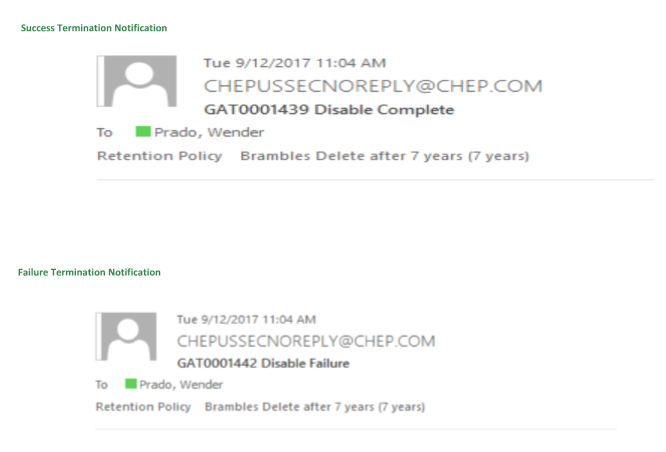 Success Termination Notification
Tue 9/12/2017 11:04 AM
CHEPUSSECNOREPLY@CHEP.COM
GAT0001439 Disable Complete
To Prado, Wender
Retention Policy Brambles Delete after 7 years (7 years)
Failure Termination Notification
Tue 9/12/2017 11:04 AM
CHEPUSSECNOREPLY@CHEP.COM
GAT0001442 Disable Failure
To Prado, Wender
Retention Policy Brambles Delete after 7 years (7 years)